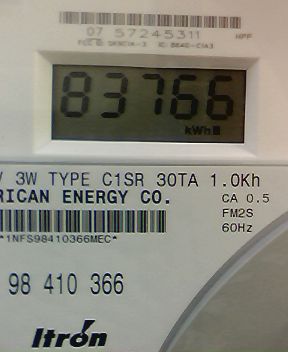 07 57245311
83766
kWh
V 3W TYPE C1SR 30TA 1.0Kh
RICAN ENERGY CO.
CA 0.5
FM2S
60Hz
*1NFS98410366MEC*
98 410 366
Itron